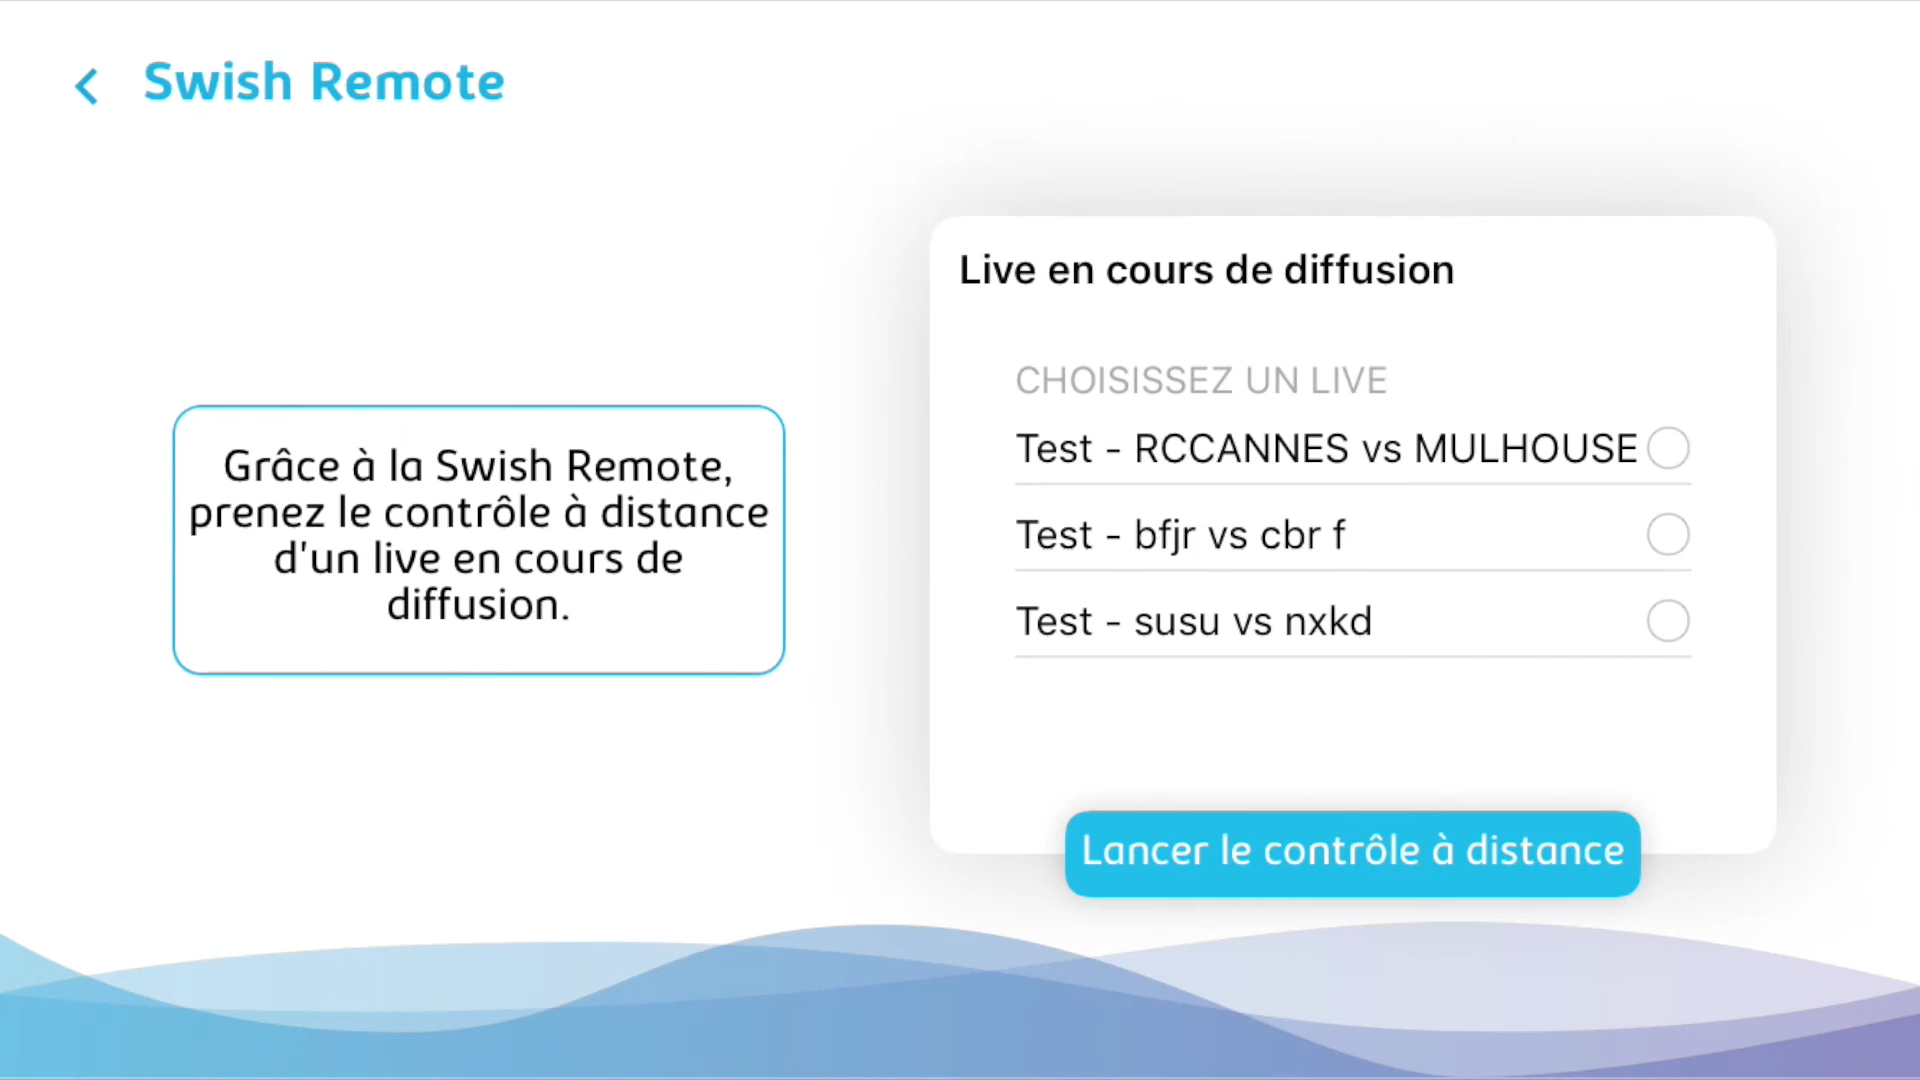 Swish Remote
Grâce à la Swish Remote,
prenez le contrôle à distance
d'un live en cours de
diffusion.
Live en cours de diffusion
CHOISISSEZ UN LIVE
Test - RCCANNES vs MULHOUSE
Test - bfjr vs cbr f
Test - susu vs nxkd
Lancer le contrôle à distance